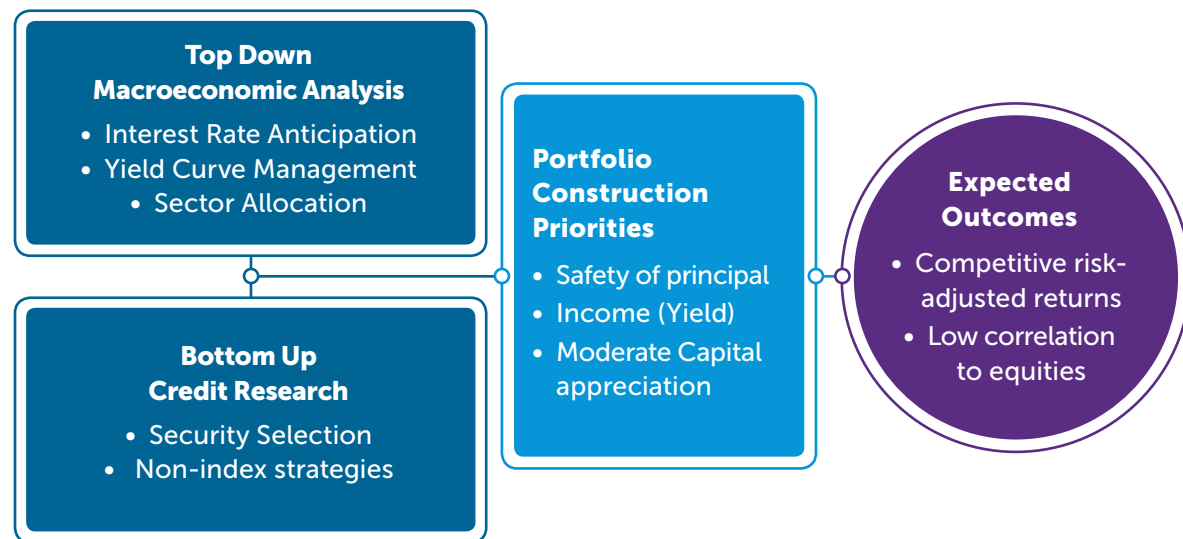 Top Down
Macroeconomic Analysis
• Interest Rate Anticipation
• Yield Curve Management
• Sector Allocation
Bottom Up
Credit Research
• Security Selection
• Non-index strategies
Portfolio
Construction
Priorities
• Safety of principal
• Income (Yield)
• Moderate Capital
appreciation
Expected
Outcomes
• Competitive risk-
adjusted returns
• Low correlation
to equities